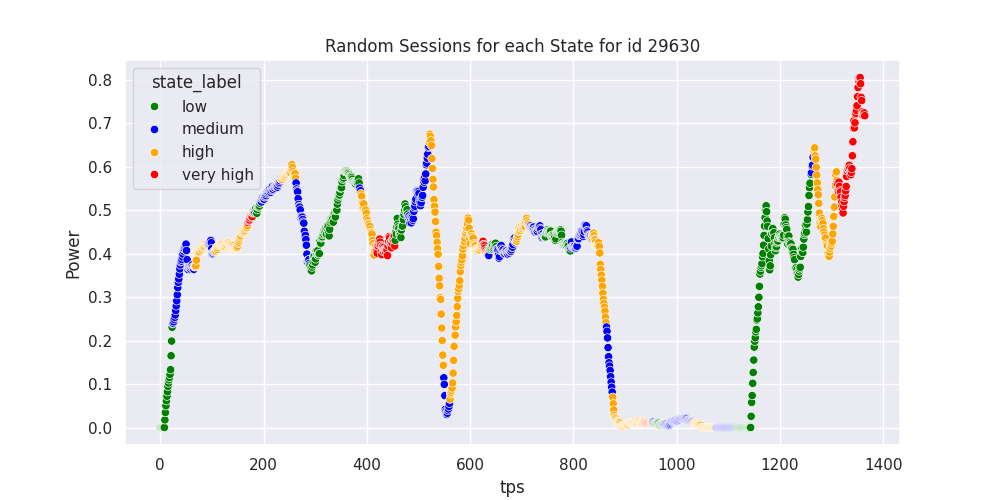 Random Sessions for each State for id 29630
state_label
low
medium
high
very high
Power
0.8
0.7
0.6
0.5
0.4
0.3
0.2
0.1
0.0
0 200 400 600 800 1000 1200 1400
tps